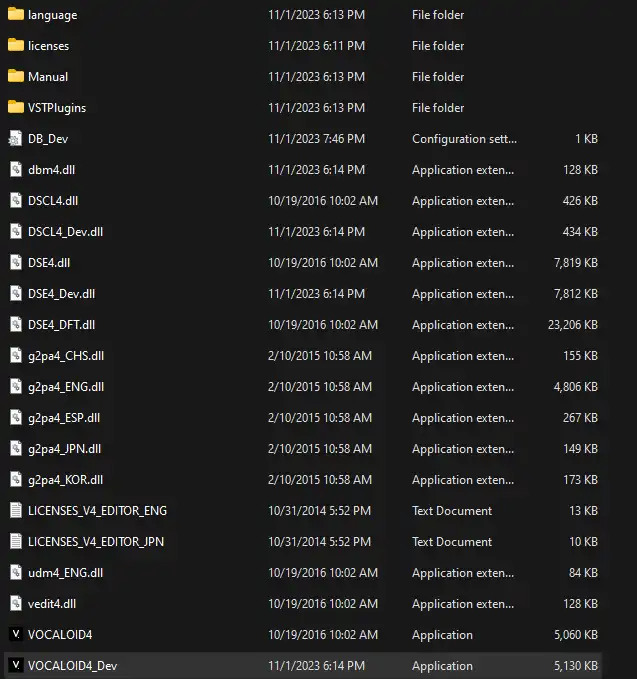 language 11/1/2023 6:13 PM File folder
licenses 11/1/2023 6:11 PM File folder
Manual 11/1/2023 6:13 PM File folder
VSTPlugins 11/1/2023 6:13 PM File folder
DB_Dev 11/1/2023 7:46 PM Configuration sett... 1 KB
dbm4.dll 11/1/2023 6:14 PM Application exten... 128 KB
DSCL4.dll 10/19/2016 10:02 AM Application exten... 426 KB
DSCL4_Dev.dll 11/1/2023 6:14 PM Application exten... 434 KB
DSE4.dll 10/19/2016 10:02 AM Application exten... 7,819 KB
DSE4_Dev.dll 11/1/2023 6:14 PM Application exten... 7,812 KB
DSE4_DFT.dll 10/19/2016 10:02 AM Application exten... 23,206 KB
g2pa4_CHS.dll 2/10/2015 10:58 AM Application exten... 155 KB
g2pa4_ENG.dll 2/10/2015 10:58 AM Application exten... 4,806 KB
g2pa4_ESP.dll 2/10/2015 10:58 AM Application exten... 267 KB
g2pa4_JPN.dll 2/10/2015 10:58 AM Application exten... 149 KB
g2pa4_KOR.dll 2/10/2015 10:58 AM Application exten... 173 KB
LICENSES_V4_EDITOR_ENG 10/31/2014 5:52 PM Text Document 13 KB
LICENSES_V4_EDITOR_JPN 10/31/2014 5:52 PM Text Document 10 KB
udm4_ENG.dll 10/19/2016 10:02 AM Application exten... 84 KB
vedit4.dll 10/19/2016 10:02 AM Application exten... 128 KB
VOCALOID4 10/19/2016 10:02 AM Application 5,060 KB
VOCALOID4_Dev 11/1/2023 6:14 PM Application 5,130 KB